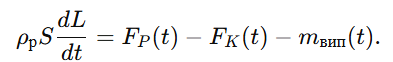 ρ_р S dL/dt = F_P(t) − F_K(t) − m_вип(t).